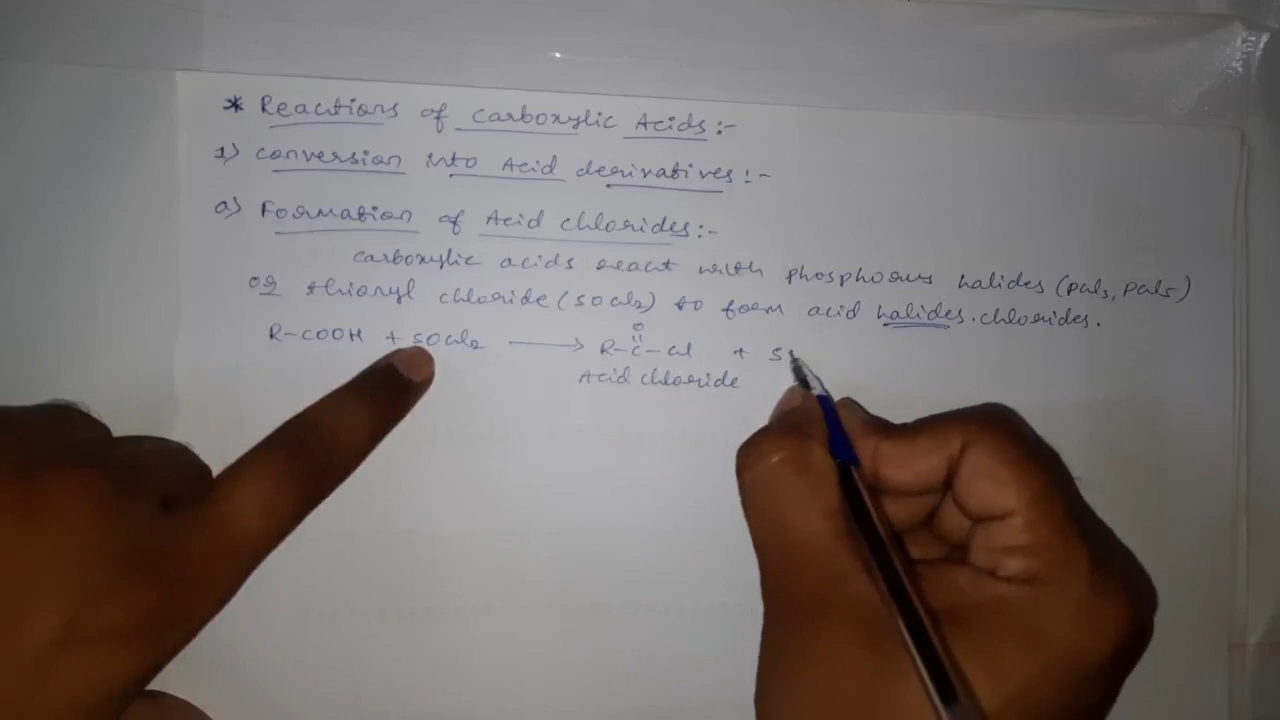 * Reactions of Carboxylic Acids:-
1) Conversion into Acid derivatives:-
a) Formation of Acid chlorides:-
Carboxylic acids react with phosphorus halides (PCl3, PCl5)
or thionyl chloride (SOCl2) to form acid halides. chlorides.
O
R-COOH + SOCl2 → R-C-Cl + S
Acid chloride